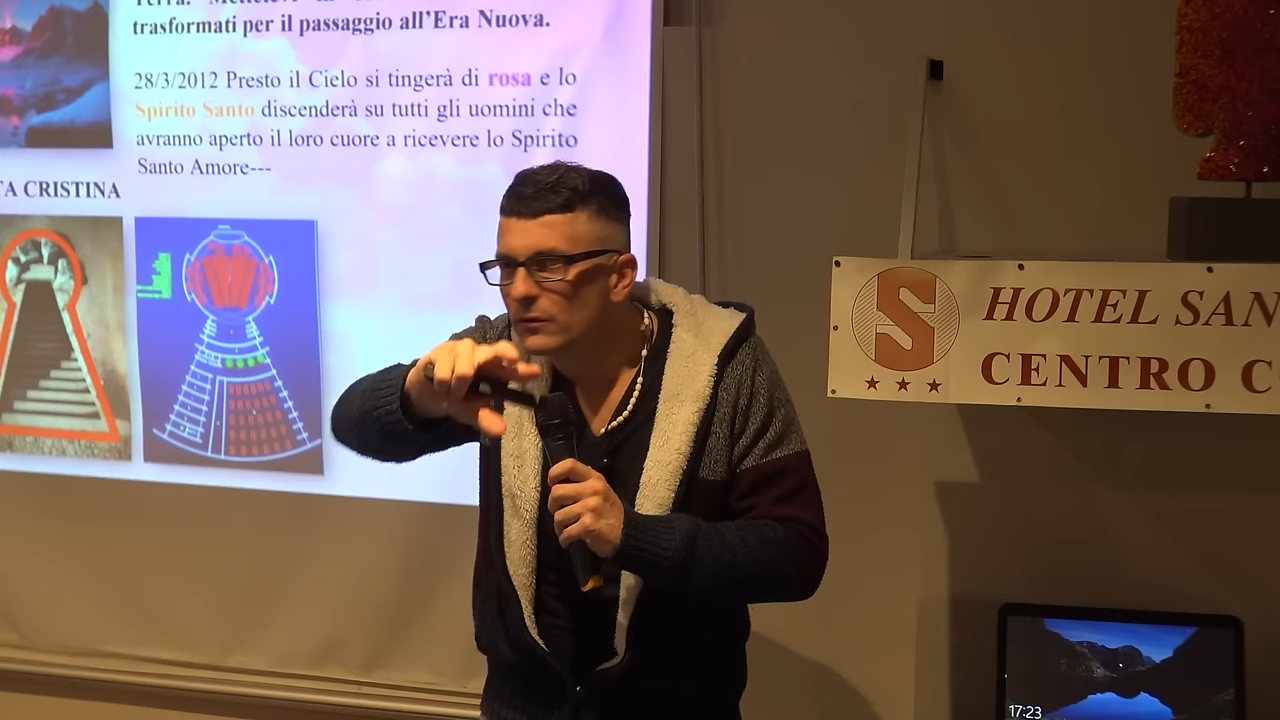 trasformati per il passaggio all'Era Nuova.
28/3/2012 Presto il Cielo si tingerà di rosa e lo
Spirito Santo discenderà su tutti gli uomini che
avranno aperto il loro cuore a ricevere lo Spirito
Santo Amore---
CRISTINA
S
HOTEL SAN
CENTRO C
17:23